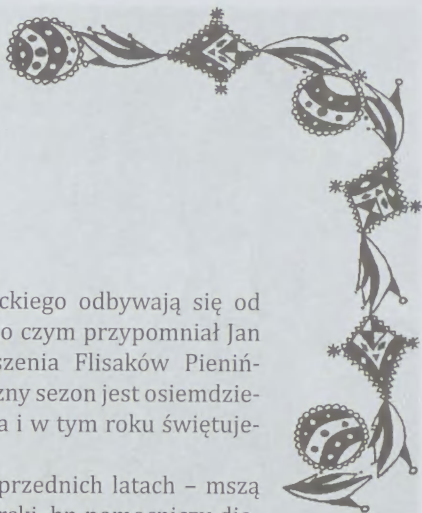 ckiego odbywają się od
o czym przypomniał Jan
szenia Flisaków Pieniń-
zny sezon jest osiemdzie-
a i w tym roku świętuje-
przednich latach – mszą